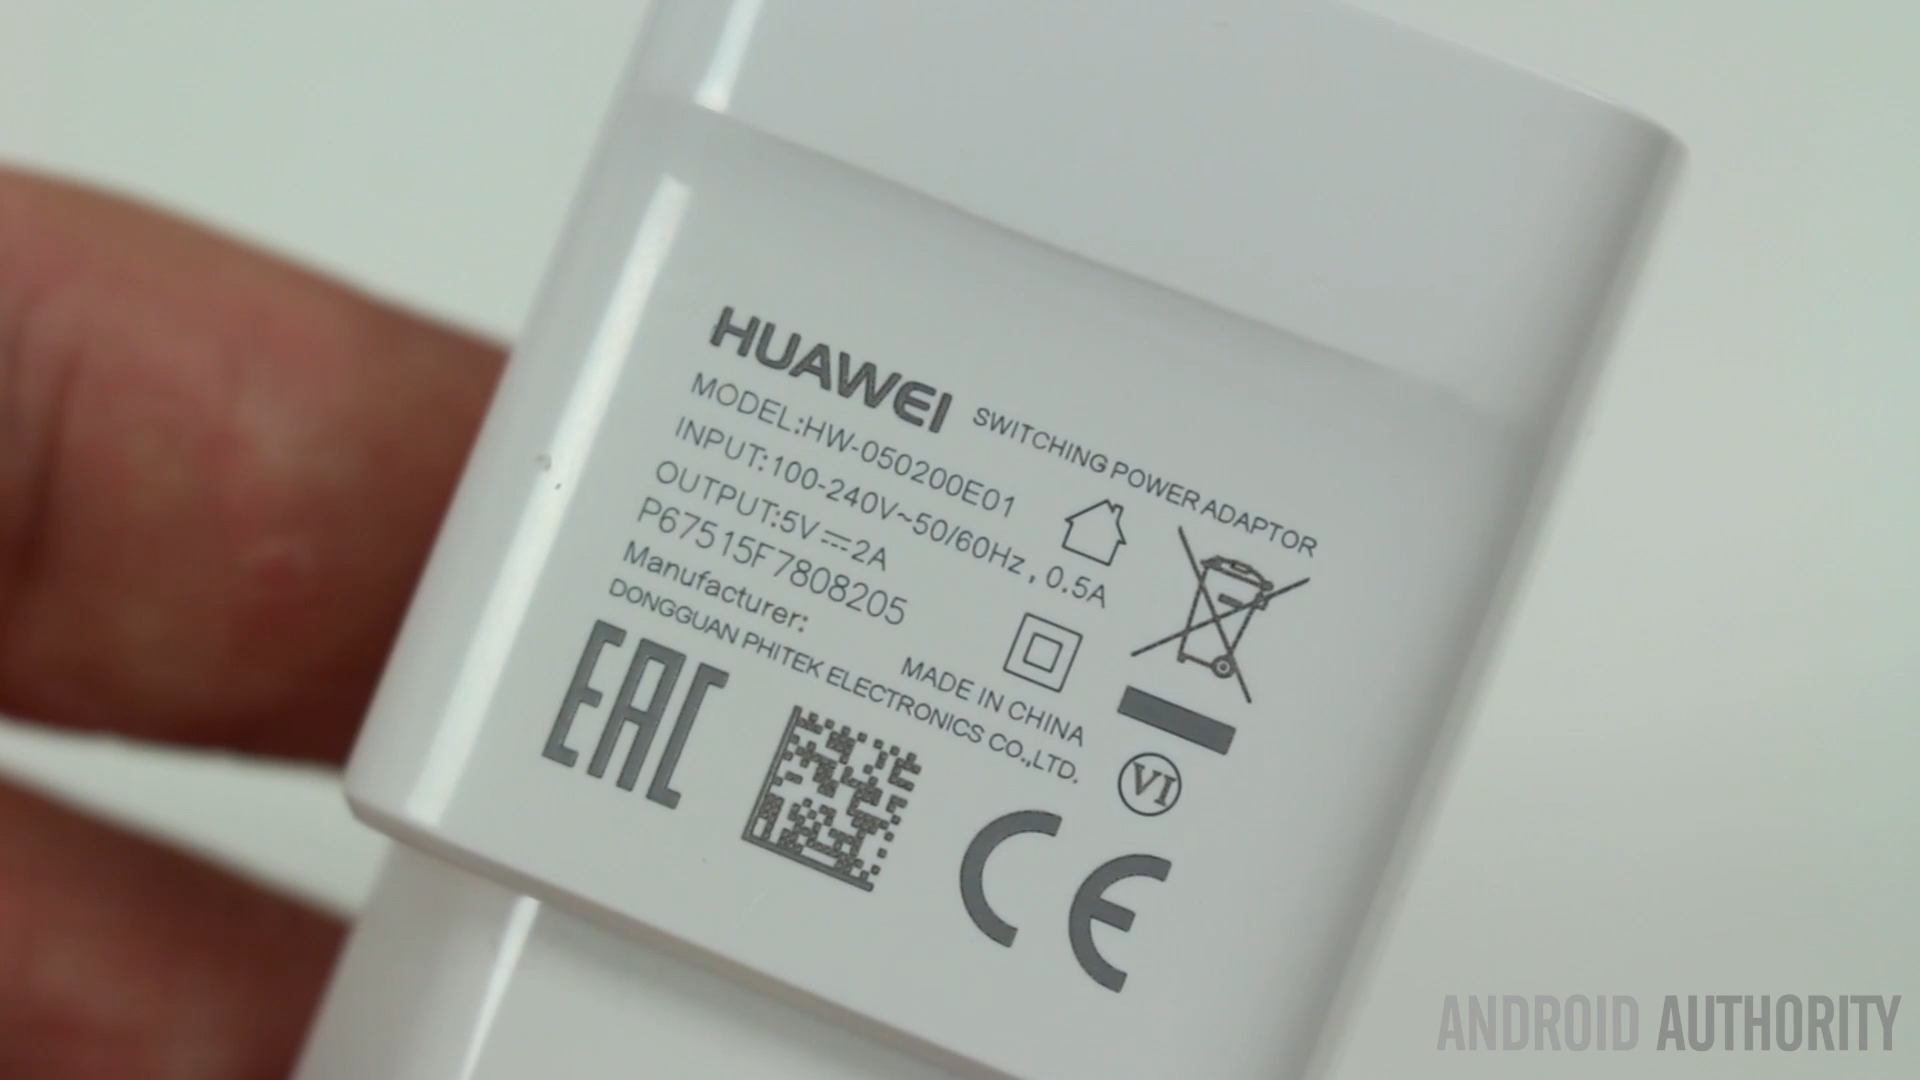 HUAWEI SWITCHING POWER ADAPTOR
MODEL:HW-050200E01
INPUT:100-240V~50/60Hz, 0.5A
OUTPUT:5V⎓2A
P67515F7808205
Manufacturer:
MADE IN CHINA
DONGGUAN PHITEK ELECTRONICS CO.,LTD.
EAC
VI
CE
ANDROID AUTHORITY